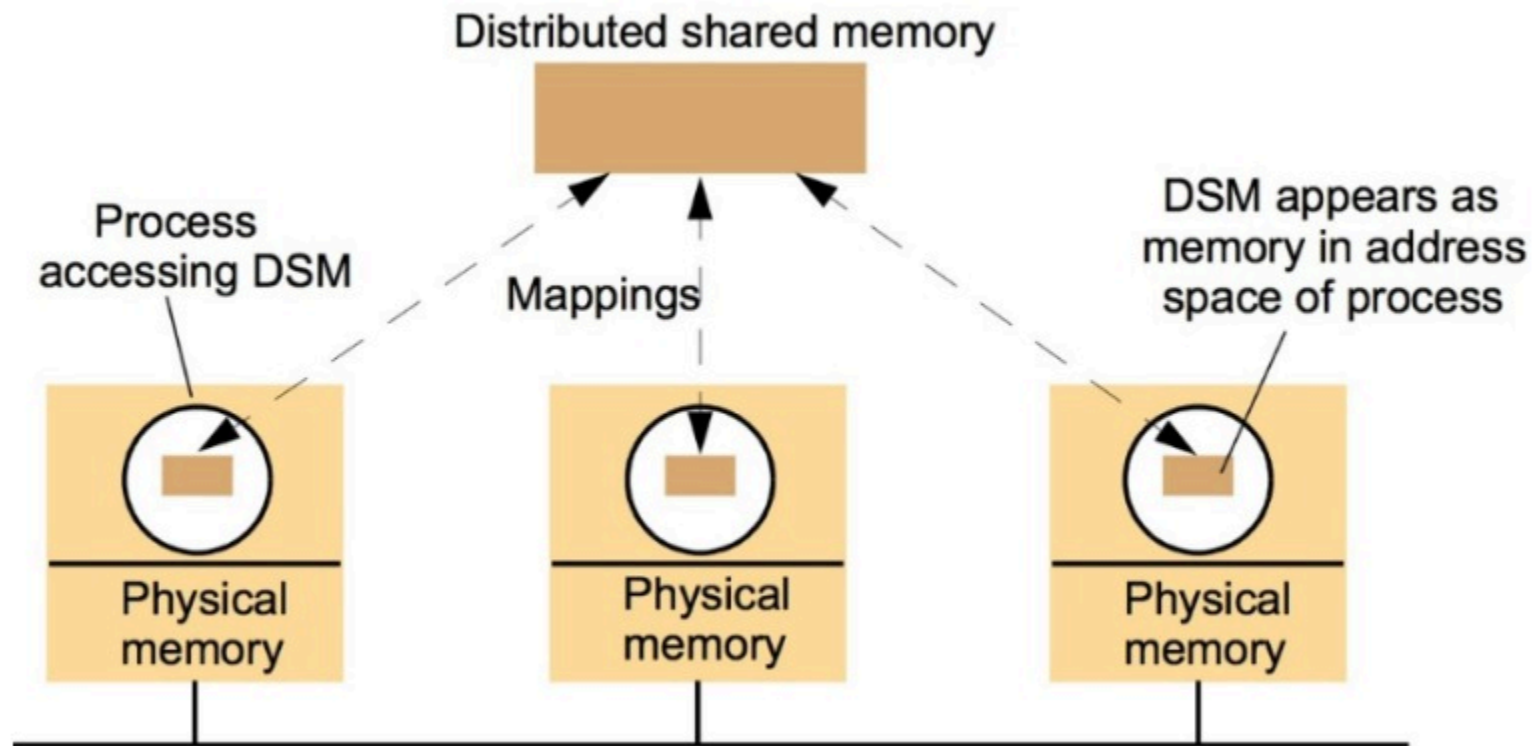 Distributed shared memory
Process
accessing DSM
Mappings
DSM appears as
memory in address
space of process
Physical
memory
Physical
memory
Physical
memory